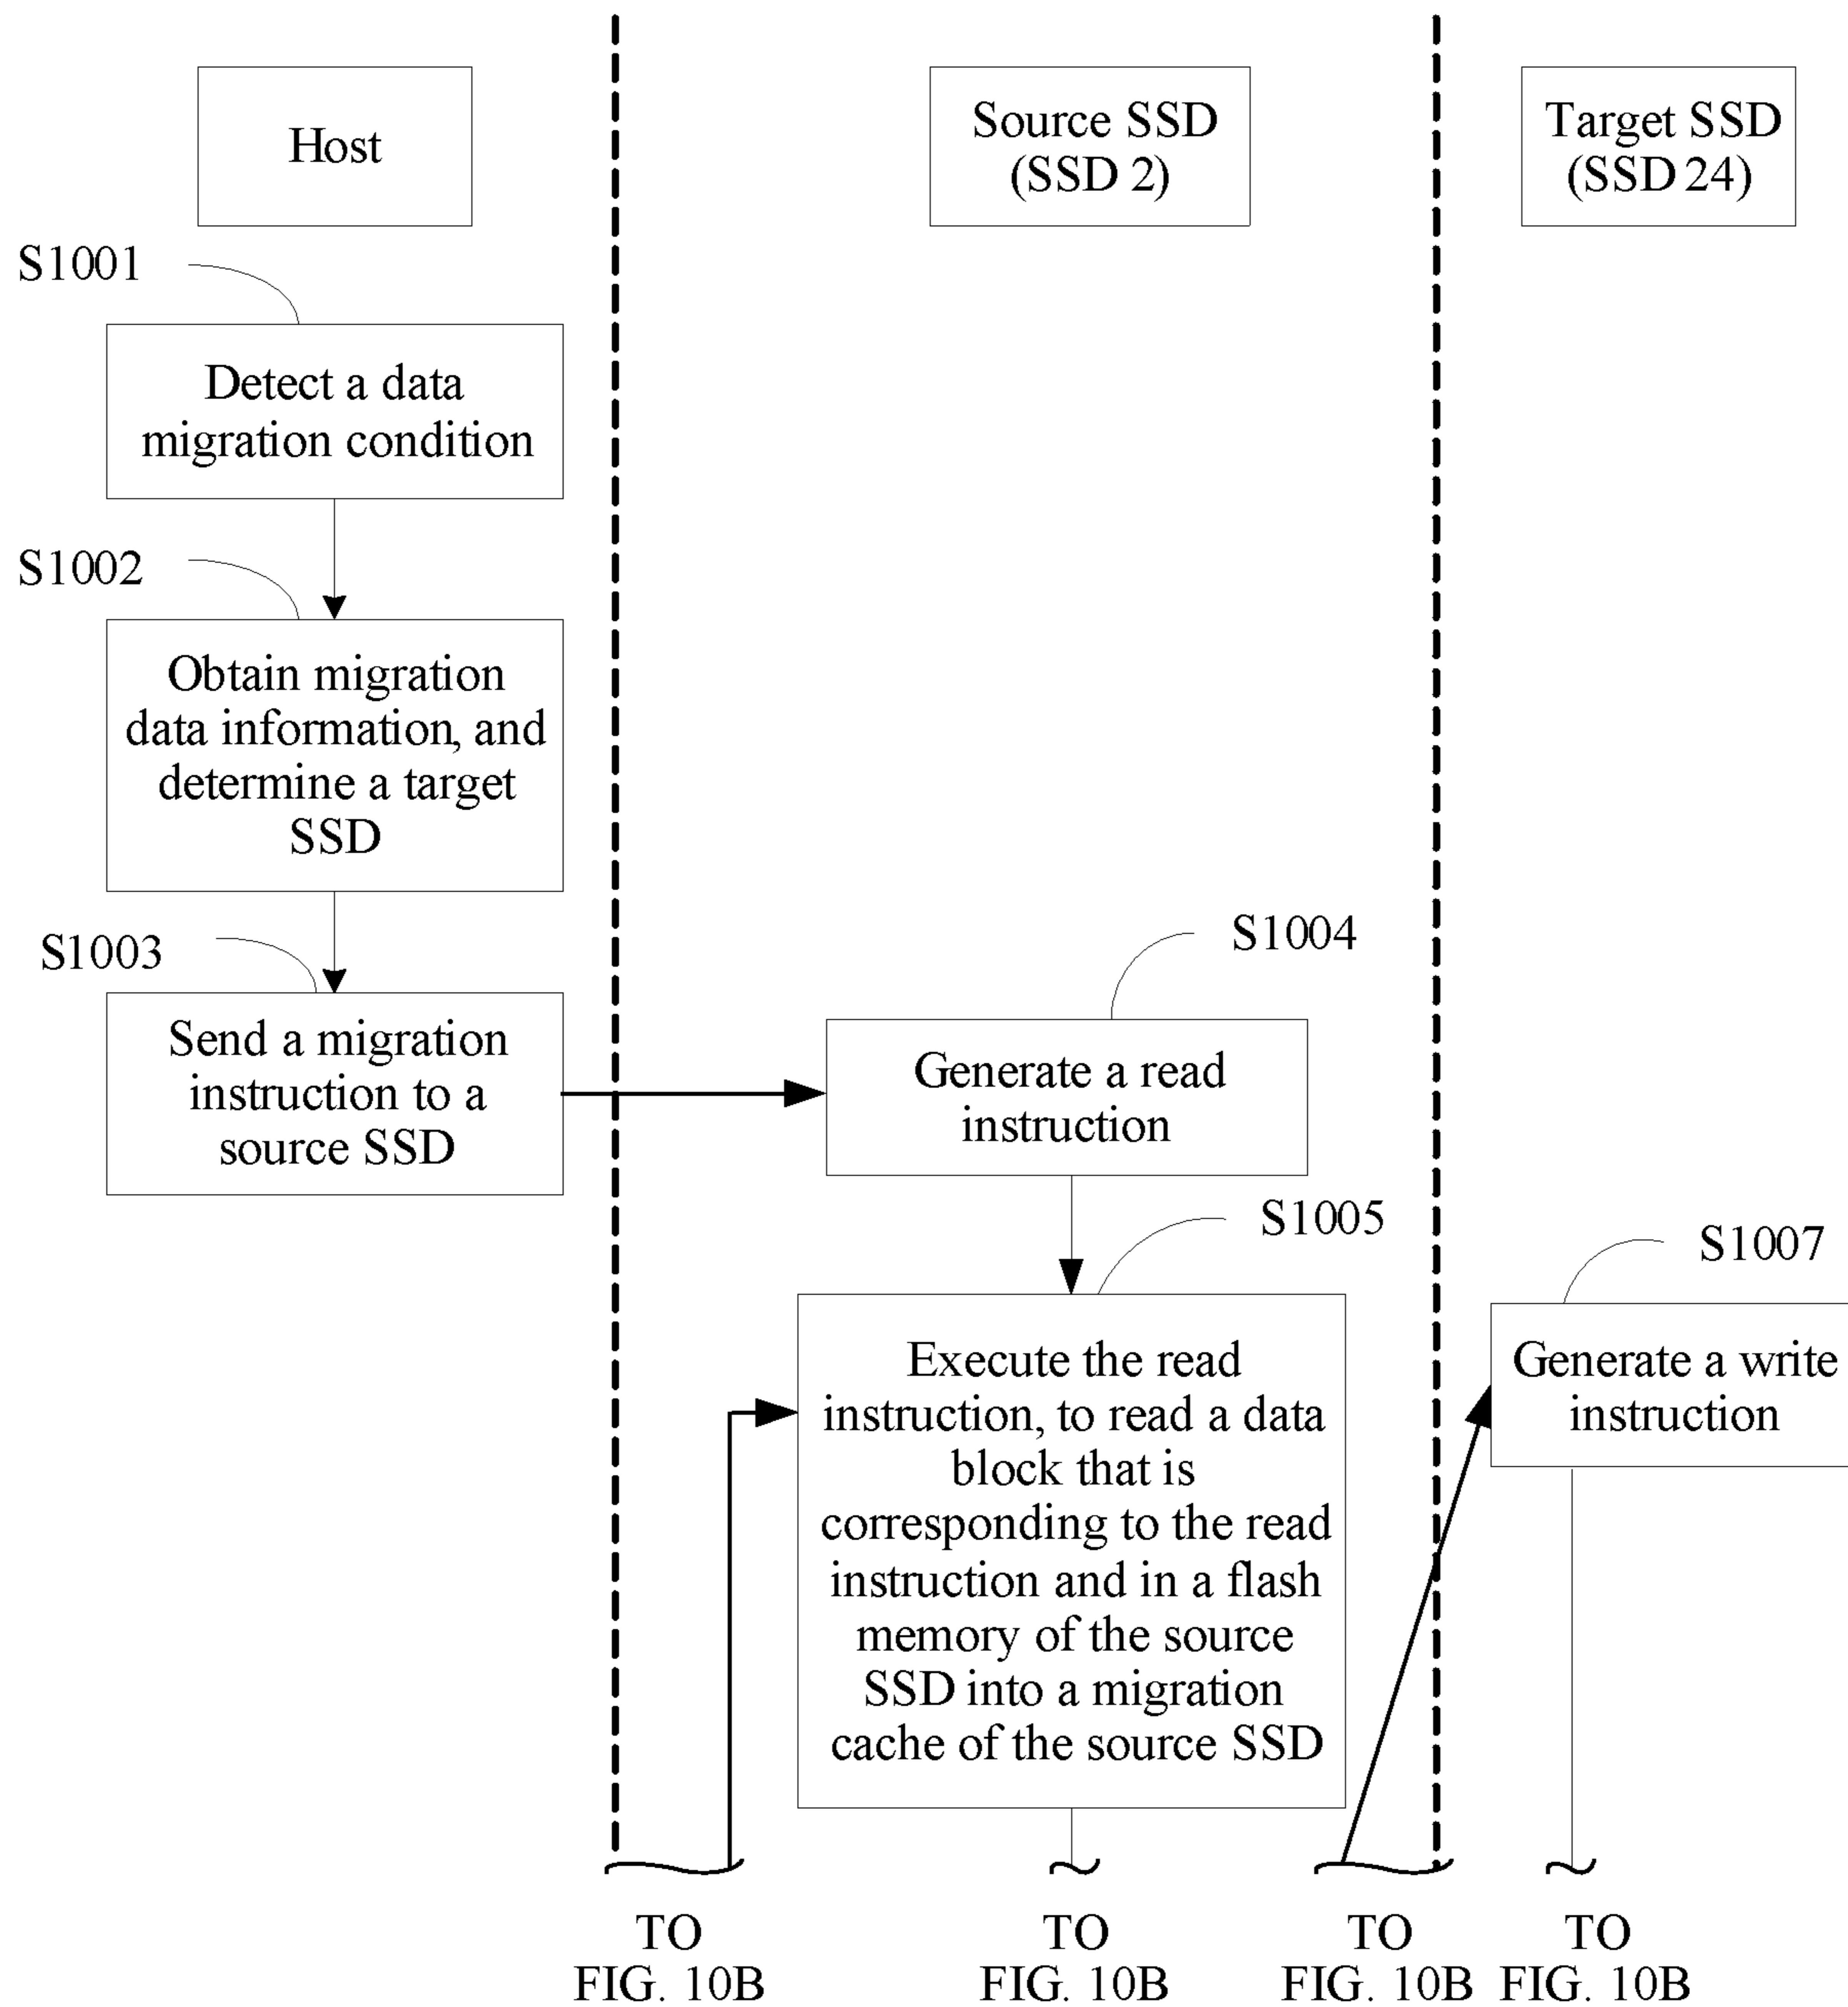 Host
Source SSD
(SSD 2)
Target SSD
(SSD 24)
S1001
Detect a data
migration condition
S1002
Obtain migration
data information, and
determine a target
SSD
S1003
Send a migration
instruction to a
source SSD
S1004
Generate a read
instruction
S1005
Execute the read
instruction, to read a data
block that is
corresponding to the read
instruction and in a flash
memory of the source
SSD into a migration
cache of the source SSD
S1007
Generate a write
instruction
TO
FIG. 10B
TO
FIG. 10B
TO
FIG. 10B
TO
FIG. 10B